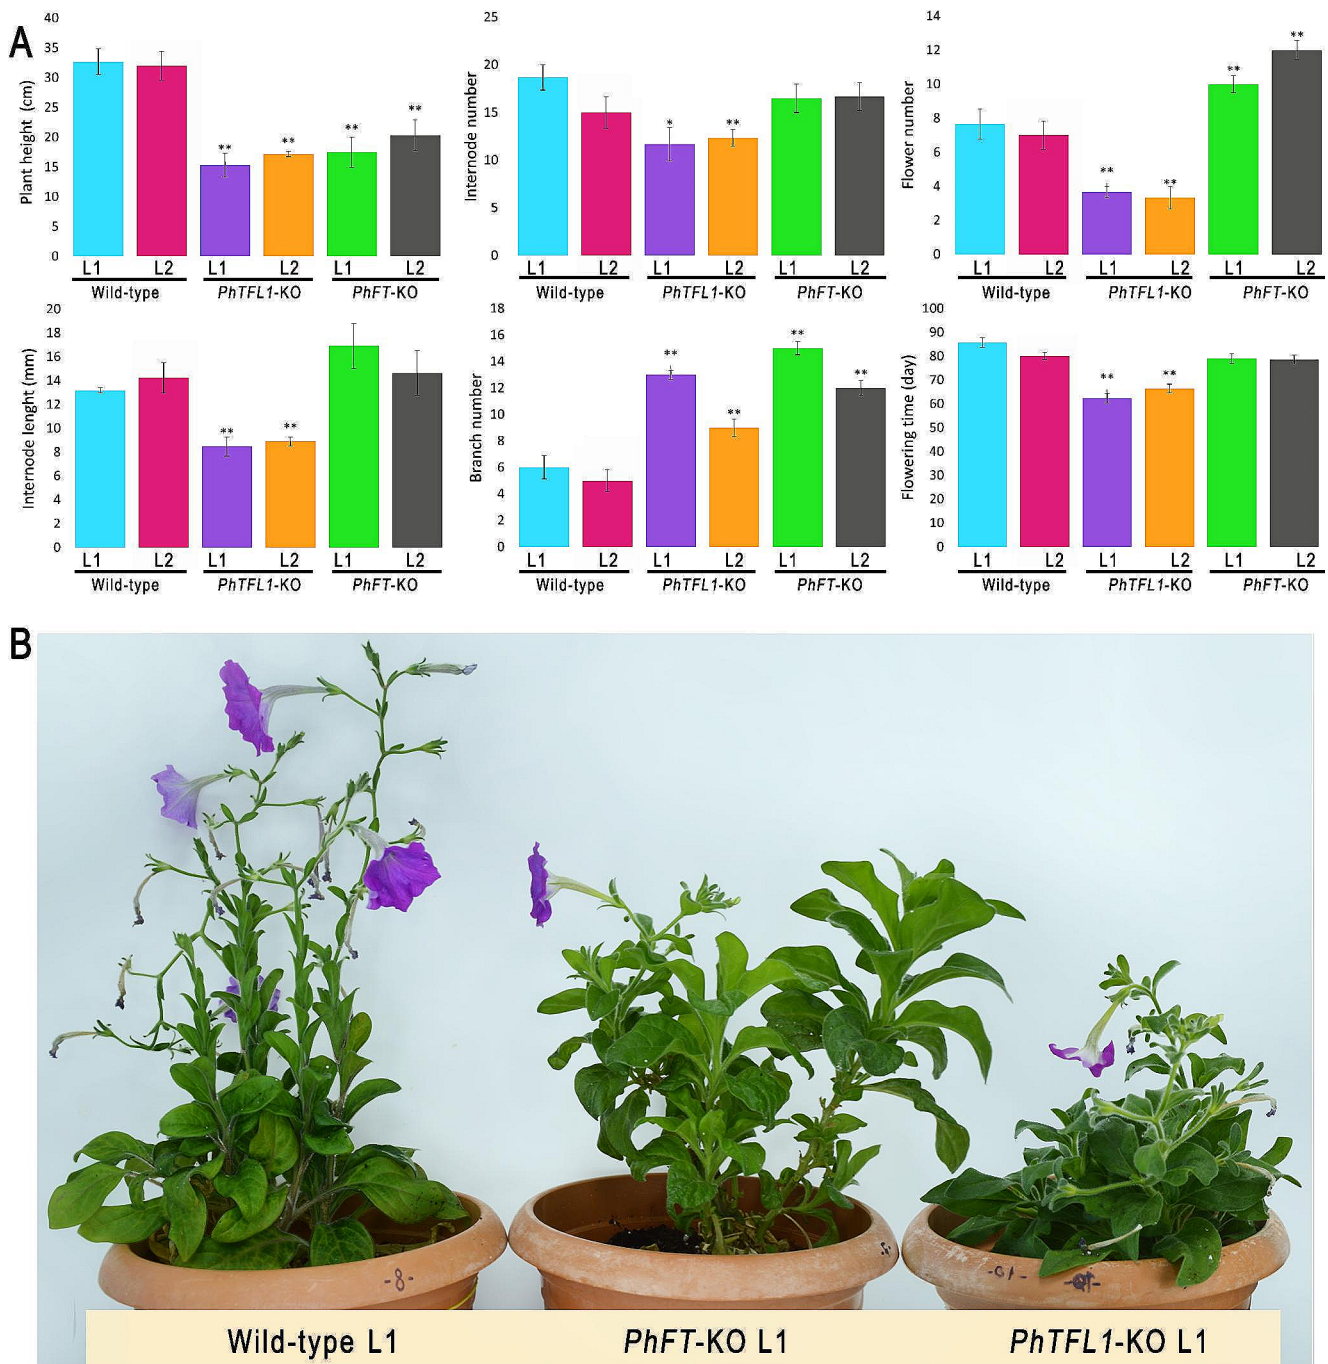 A
Plant height (cm)
40
35
30
25
20
15
10
5
0
** ** ** **
L1 L2 L1 L2 L1 L2
Wild-type PhTFL1-KO PhFT-KO
Internode number
25
20
15
10
5
0
* **
L1 L2 L1 L2 L1 L2
Wild-type PhTFL1-KO PhFT-KO
Flower number
14
12
10
8
6
4
2
0
** ** ** **
L1 L2 L1 L2 L1 L2
Wild-type PhTFL1-KO PhFT-KO
Internode lenght (mm)
20
18
16
14
12
10
8
6
4
2
0
** **
L1 L2 L1 L2 L1 L2
Wild-type PhTFL1-KO PhFT-KO
Branch number
18
16
14
12
10
8
6
4
2
0
** ** ** **
L1 L2 L1 L2 L1 L2
Wild-type PhTFL1-KO PhFT-KO
Flowering time (day)
100
90
80
70
60
50
40
30
20
10
0
** **
L1 L2 L1 L2 L1 L2
Wild-type PhTFL1-KO PhFT-KO
B
-8-
-01-
Wild-type L1 PhFT-KO L1 PhTFL1-KO L1